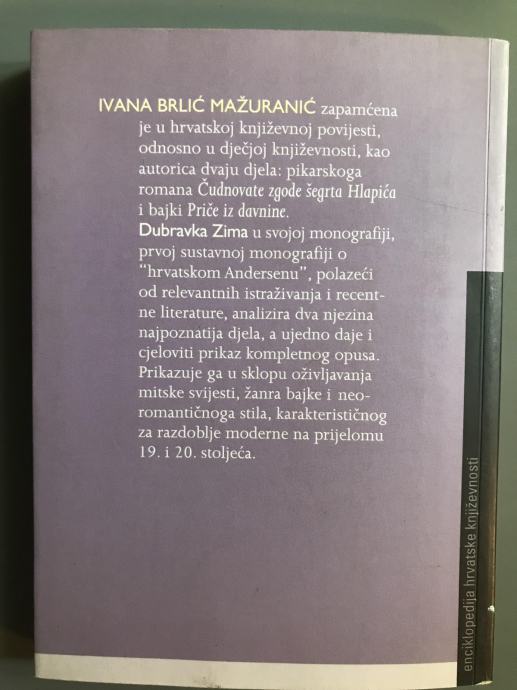 IVANA BRLIĆ MAŽURANIĆ zapamćena
je u hrvatskoj književnoj povijesti,
odnosno u dječjoj književnosti, kao
autorica dvaju djela: pikarskoga
romana Čudnovate zgode šegrta Hlapića
i bajki Priče iz davnine.
Dubravka Zima u svojoj monografiji,
prvoj sustavnoj monografiji o
“hrvatskom Andersenu”, polazeći
od relevantnih istraživanja i recent-
ne literature, analizira dva njezina
najpoznatija djela, a ujedno daje i
cjeloviti prikaz kompletnog opusa.
Prikazuje ga u sklopu oživljavanja
mitske svijesti, žanra bajke i neo-
romantičnoga stila, karakterističnog
za razdoblje moderne na prijelomu
19. i 20. stoljeća.
enciklopedija hrvatske književnosti